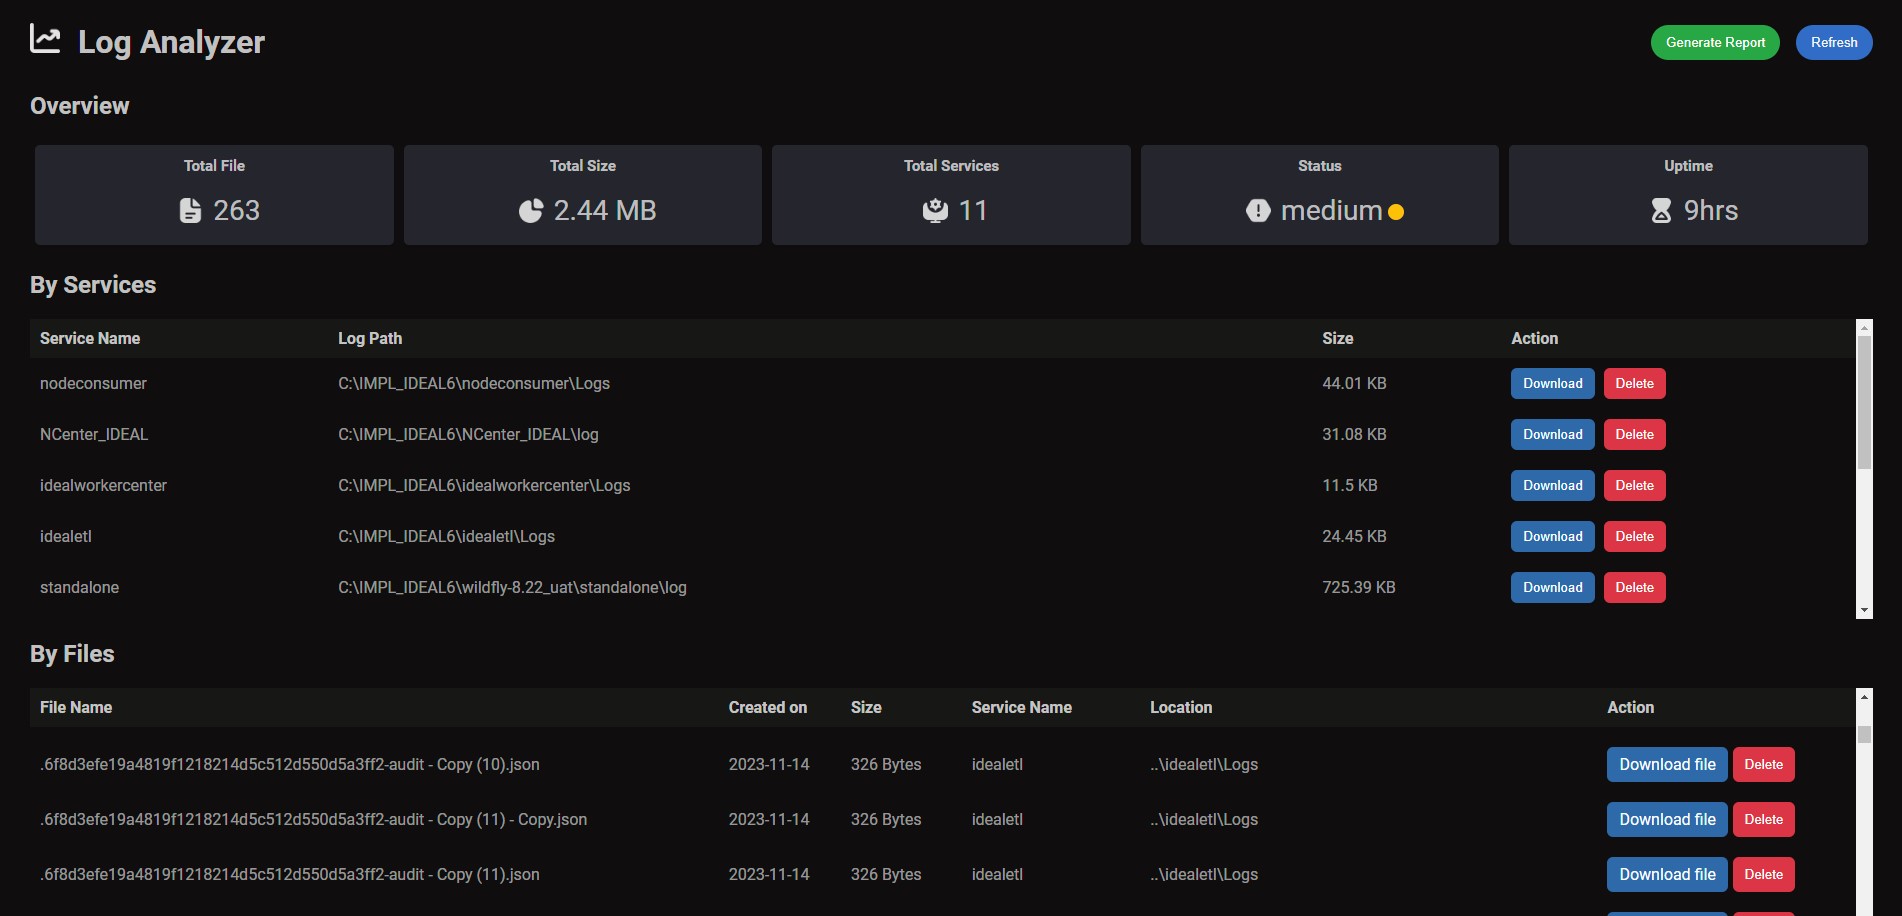 Log Analyzer
Generate Report
Refresh
Overview
Total File
263
Total Size
2.44 MB
Total Services
11
Status
medium
Uptime
9hrs
By Services
Service Name Log Path Size Action
nodeconsumer C:\IMPL_IDEAL6\nodeconsumer\Logs 44.01 KB Download Delete
NCenter_IDEAL C:\IMPL_IDEAL6\NCenter_IDEAL\log 31.08 KB Download Delete
idealworkercenter C:\IMPL_IDEAL6\idealworkercenter\Logs 11.5 KB Download Delete
idealetl C:\IMPL_IDEAL6\idealetl\Logs 24.45 KB Download Delete
standalone C:\IMPL_IDEAL6\wildfly-8.22_uat\standalone\log 725.39 KB Download Delete
By Files
File Name Created on Size Service Name Location Action
.6f8d3efe19a4819f1218214d5c512d550d5a3ff2-audit - Copy (10).json 2023-11-14 326 Bytes idealetl ..\idealetl\Logs Download file Delete
.6f8d3efe19a4819f1218214d5c512d550d5a3ff2-audit - Copy (11) - Copy.json 2023-11-14 326 Bytes idealetl ..\idealetl\Logs Download file Delete
.6f8d3efe19a4819f1218214d5c512d550d5a3ff2-audit - Copy (11).json 2023-11-14 326 Bytes idealetl ..\idealetl\Logs Download file Delete